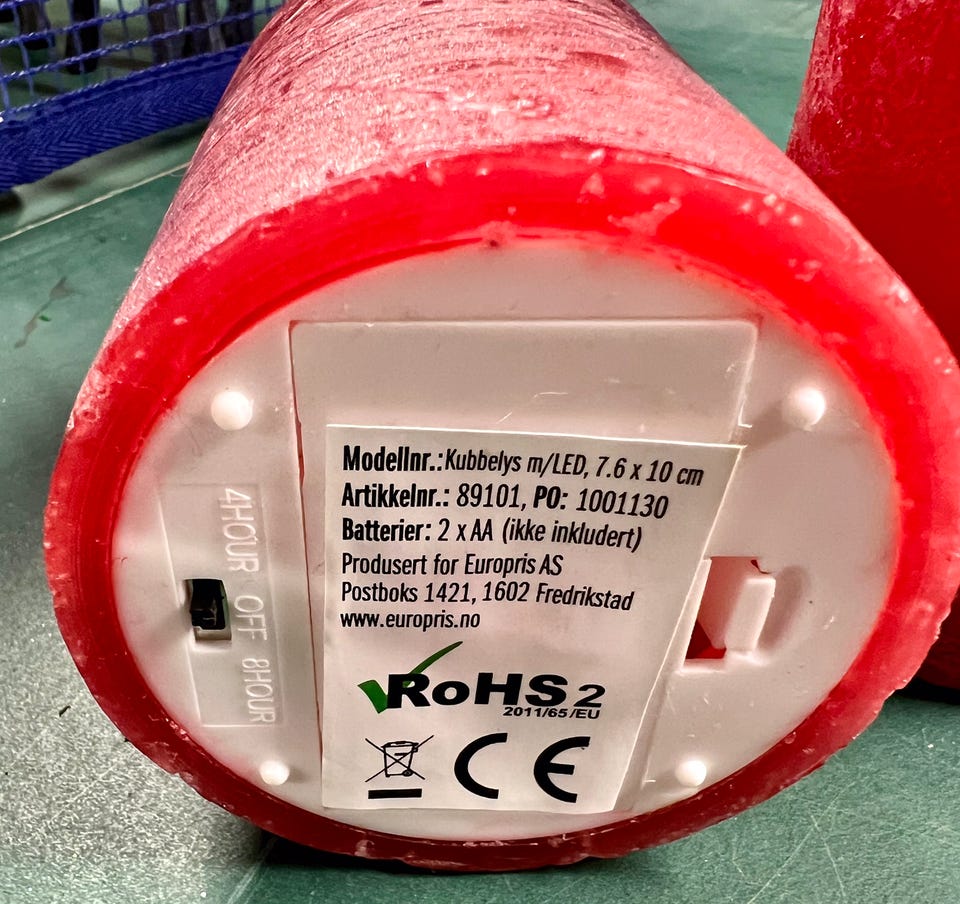 Modellnr.: Kubbelys m/LED, 7.6 x 10 cm
Artikkelnr.: 89101, PO: 1001130
Batterier: 2 x AA (ikke inkludert)
Produsert for Europris AS
Postboks 1421, 1602 Fredrikstad
www.europris.no
RoHS 2
2011/65/EU
CE
4HOUR OFF 8HOUR